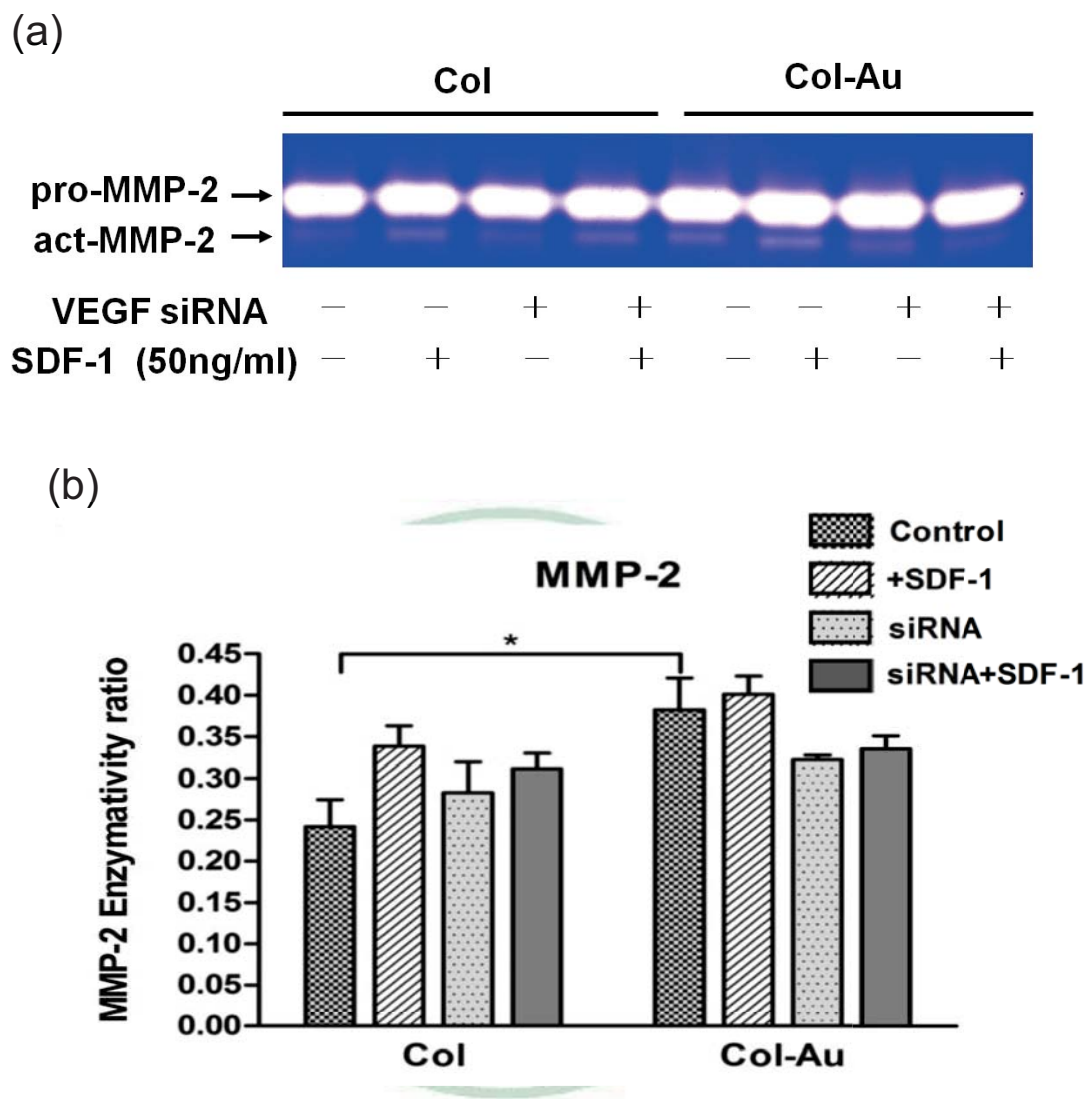 (a)
Col Col-Au
pro-MMP-2
act-MMP-2
VEGF siRNA — — + + — — + +
SDF-1 (50ng/ml) — + — + — + — +
(b)
MMP-2
Control
+SDF-1
siRNA
siRNA+SDF-1
*
MMP-2 Enzymativity ratio
0.45
0.40
0.35
0.30
0.25
0.20
0.15
0.10
0.05
0.00
Col Col-Au